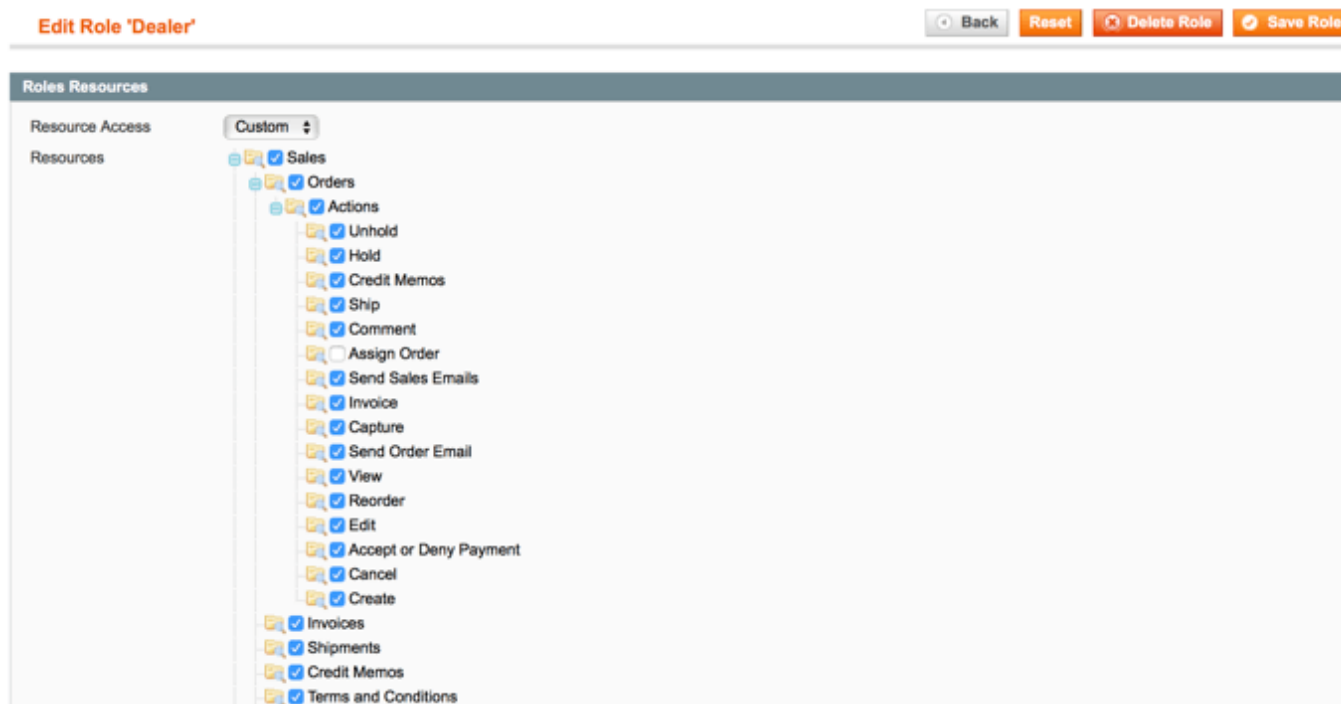 Edit Role 'Dealer'
Back Reset Delete Role Save Role
Roles Resources
Resource Access Custom
Resources Sales
Orders
Actions
Unhold
Hold
Credit Memos
Ship
Comment
Assign Order
Send Sales Emails
Invoice
Capture
Send Order Email
View
Reorder
Edit
Accept or Deny Payment
Cancel
Create
Invoices
Shipments
Credit Memos
Terms and Conditions